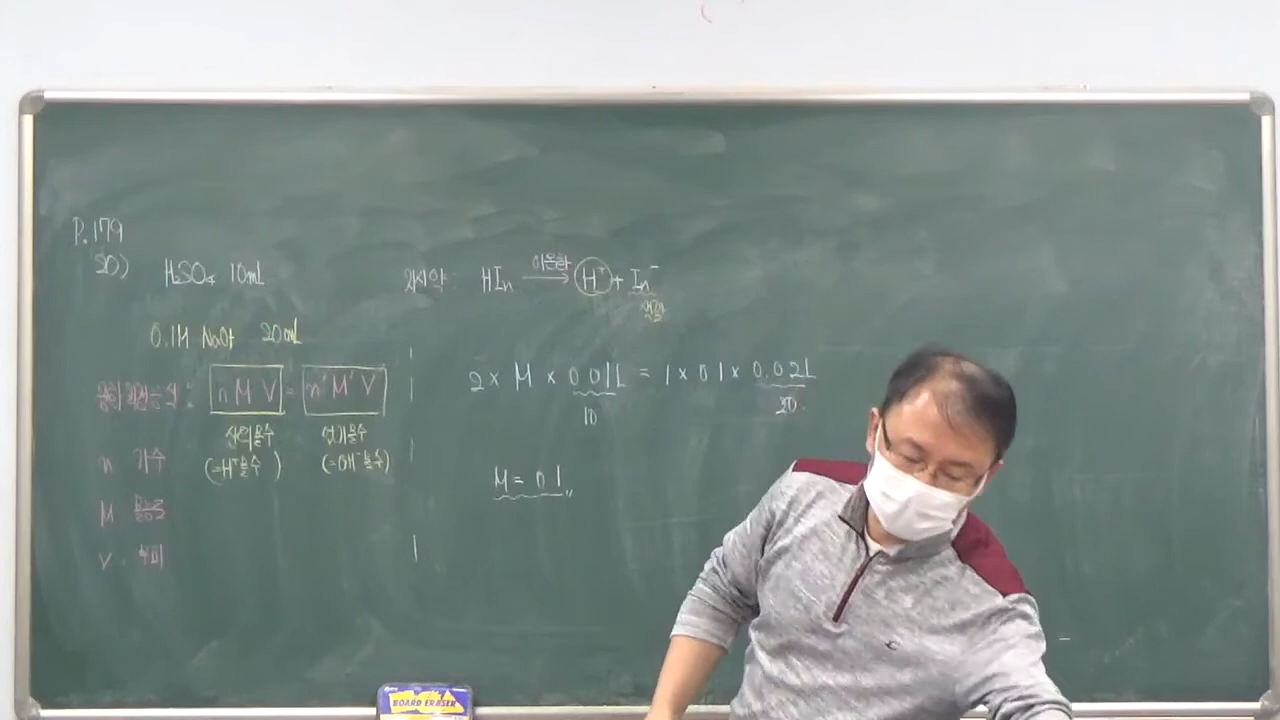 P.179
20)
H₂SO₄ 10mL
0.1M NaOH 20mL
n M V = n' M' V'
산의 몰수 염기 몰수
(=H⁺몰수) (=OH⁻몰수)
n 가수
M 몰농도
V. 부피
지시약: HIn 이온화 → H⁺ + In⁻
색깔
2 × M × 0.01L = 1 × 0.1 × 0.02L
10 20
M = 0.1
BOARD ERASER